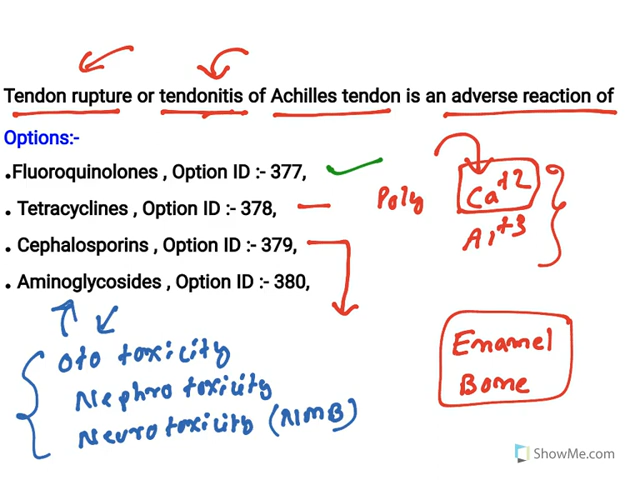 Tendon rupture or tendonitis of Achilles tendon is an adverse reaction of
Options:-
.Fluoroquinolones , Option ID :- 377,
. Tetracyclines , Option ID :- 378,
. Cephalosporins , Option ID :- 379,
. Aminoglycosides , Option ID :- 380,
Poly
Ca+2
Al+3
Oto toxicity
Nephro toxicity
Neuro toxicity (NMB)
Enamel
Bome
ShowMe.com